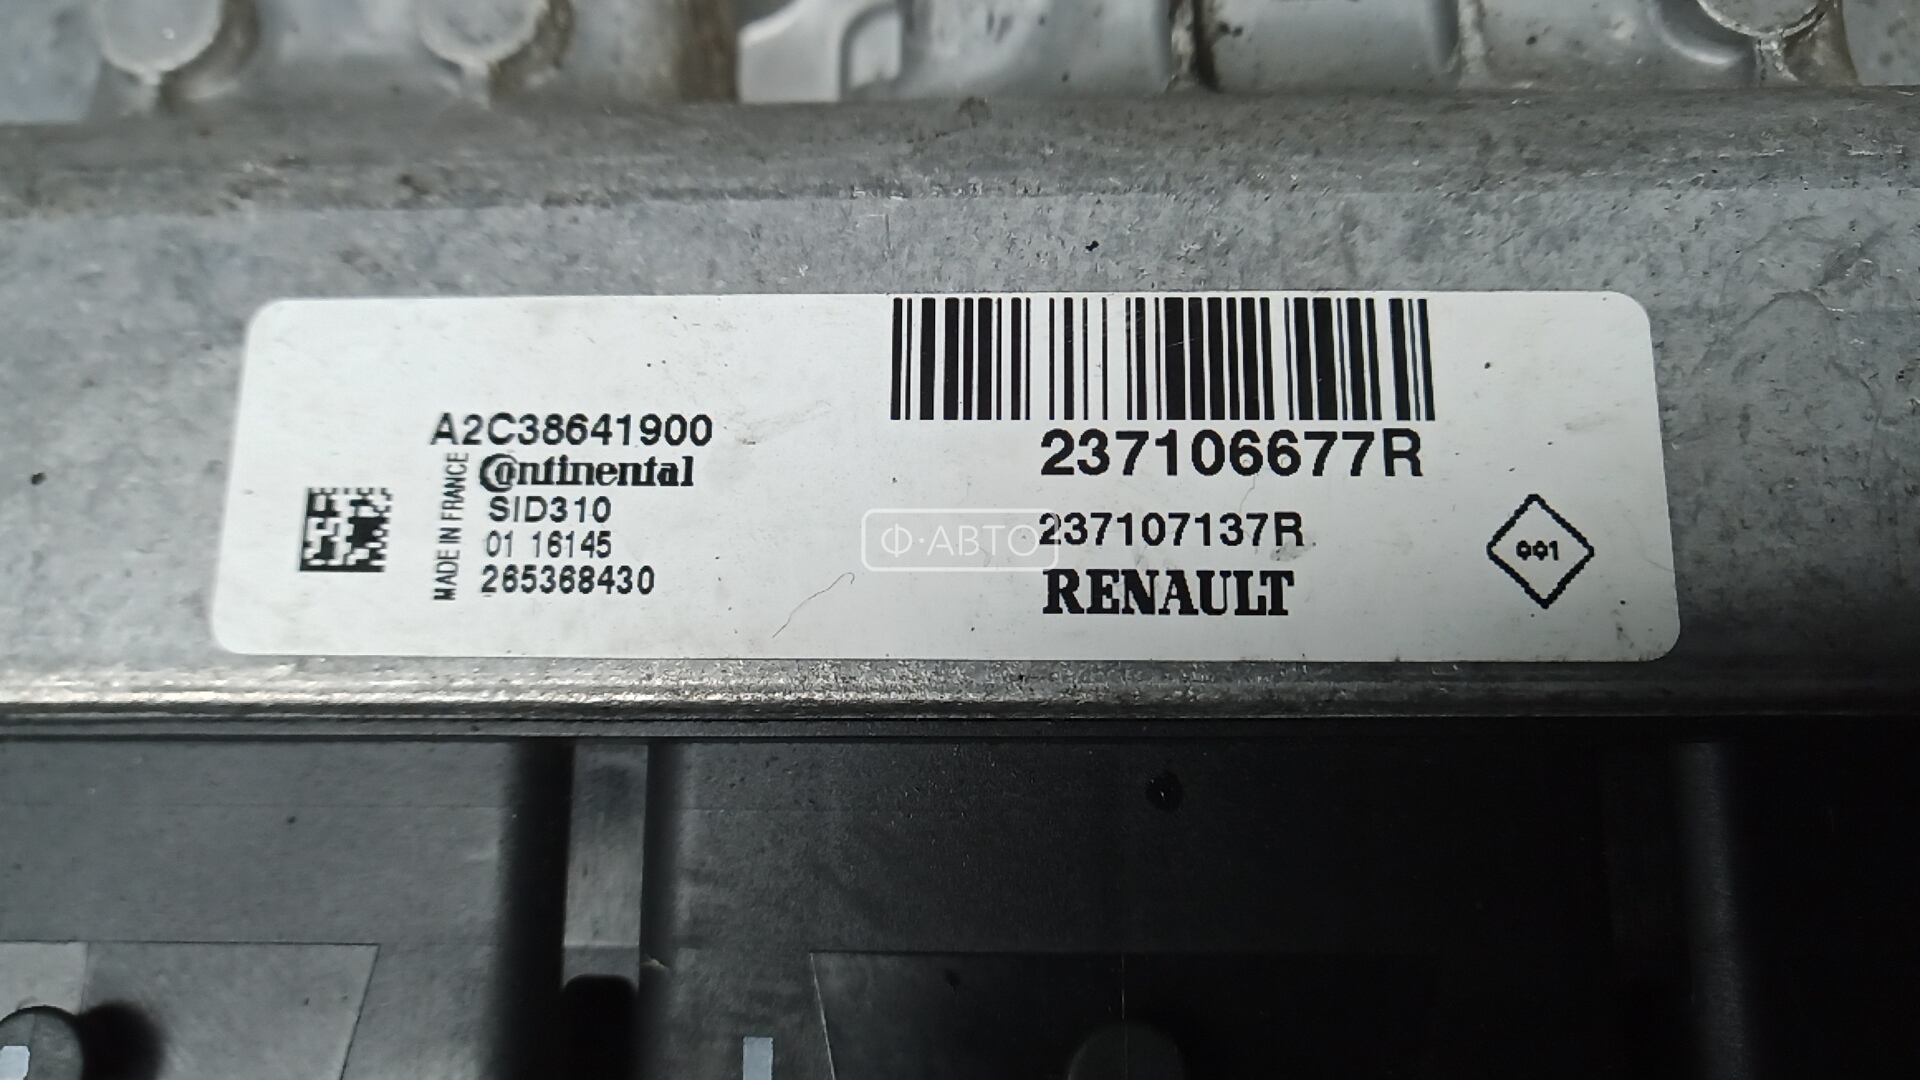 A2C38641900
MADE IN FRANCE
Continental
SID310
01 16145
265368430
237106677R
237107137R
RENAULT
001
Ф·АВТО